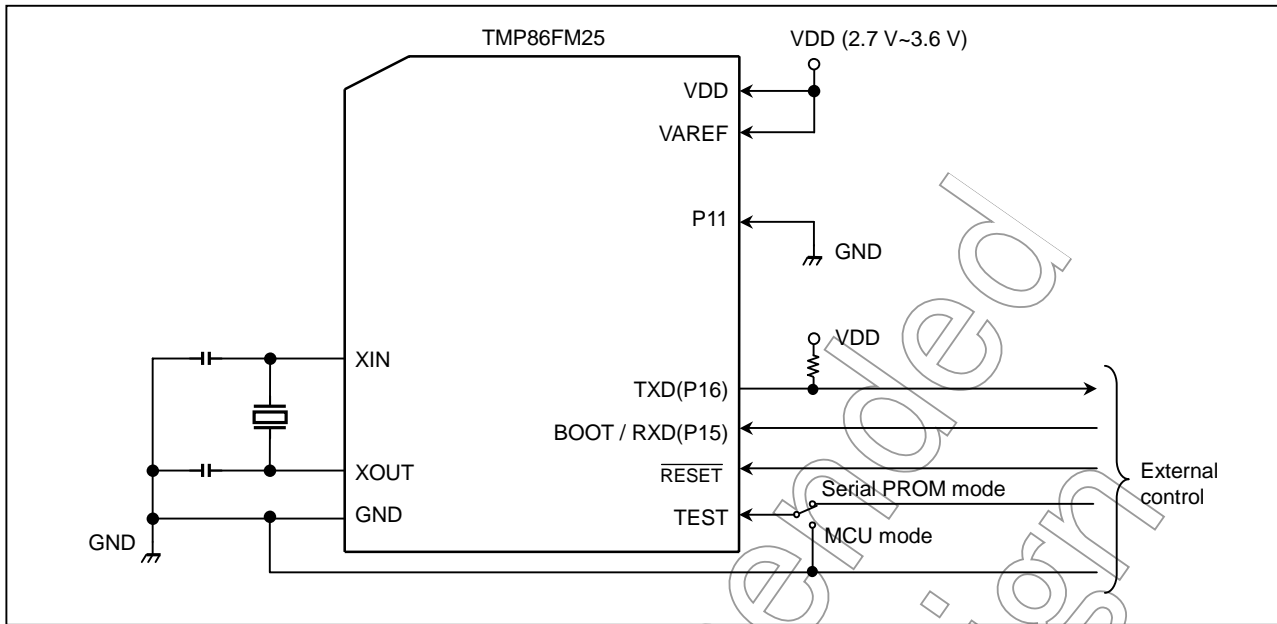 TMP86FM25
VDD (2.7 V~3.6 V)
VDD
VAREF
P11
GND
VDD
XIN
TXD(P16)
BOOT / RXD(P15)
XOUT
RESET
Serial PROM mode
External
control
GND
TEST
MCU mode
GND
ended